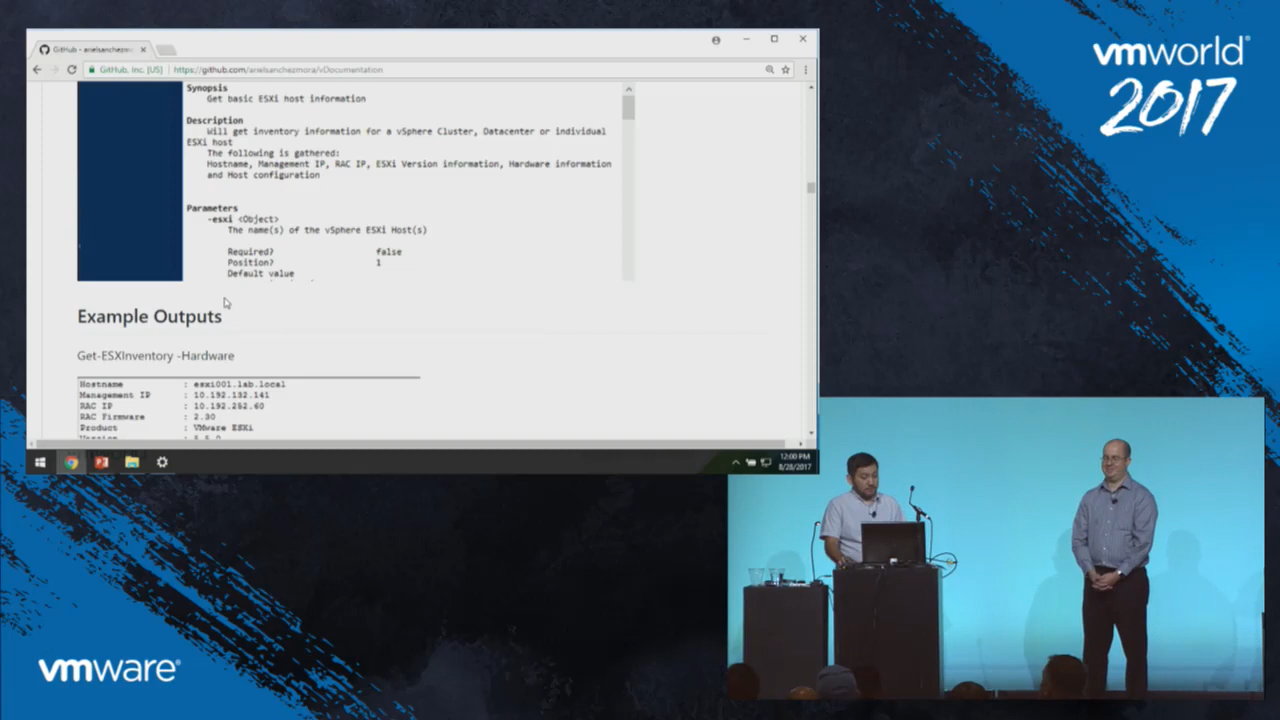 GitHub - arielsanchezmora
GitHub, Inc. [US] | https://github.com/arielsanchezmora/vDocumentation
Synopsis
Get basic ESXi host information
Description
Will get inventory information for a vSphere Cluster, Datacenter or individual
ESXi host
The following is gathered:
Hostname, Management IP, RAC IP, ESXi Version information, Hardware information
and Host configuration
Parameters
-esxi <Object>
The name(s) of the vSphere ESXi Host(s)
Required? false
Position? 1
Default value
Example Outputs
Get-ESXInventory -Hardware
Hostname : esxi001.lab.local
Management IP : 10.192.132.141
RAC IP : 10.192.252.60
RAC Firmware : 2.30
Product : VMware ESXi
12:00 PM
8/28/2017
vmworld®
2017
vmware®